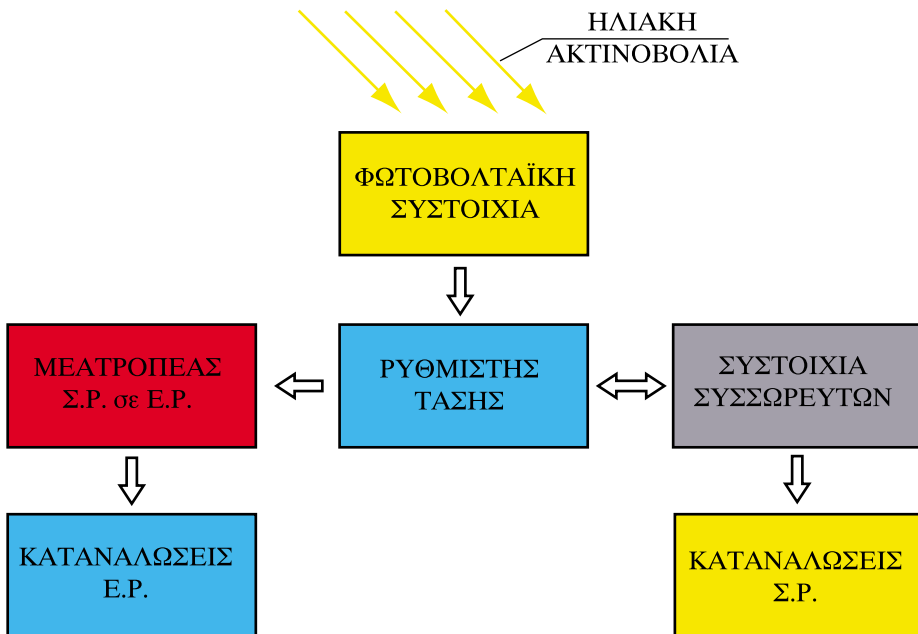 ΗΛΙΑΚΗ
ΑΚΤΙΝΟΒΟΛΙΑ
ΦΩΤΟΒΟΛΤΑΪΚΗ
ΣΥΣΤΟΙΧΙΑ
ΜΕΑΤΡΟΠΕΑΣ
Σ.Ρ. σε Ε.Ρ.
ΡΥΘΜΙΣΤΗΣ
ΤΑΣΗΣ
ΣΥΣΤΟΙΧΙΑ
ΣΥΣΣΩΡΕΥΤΩΝ
ΚΑΤΑΝΑΛΩΣΕΙΣ
Ε.Ρ.
ΚΑΤΑΝΑΛΩΣΕΙΣ
Σ.Ρ.